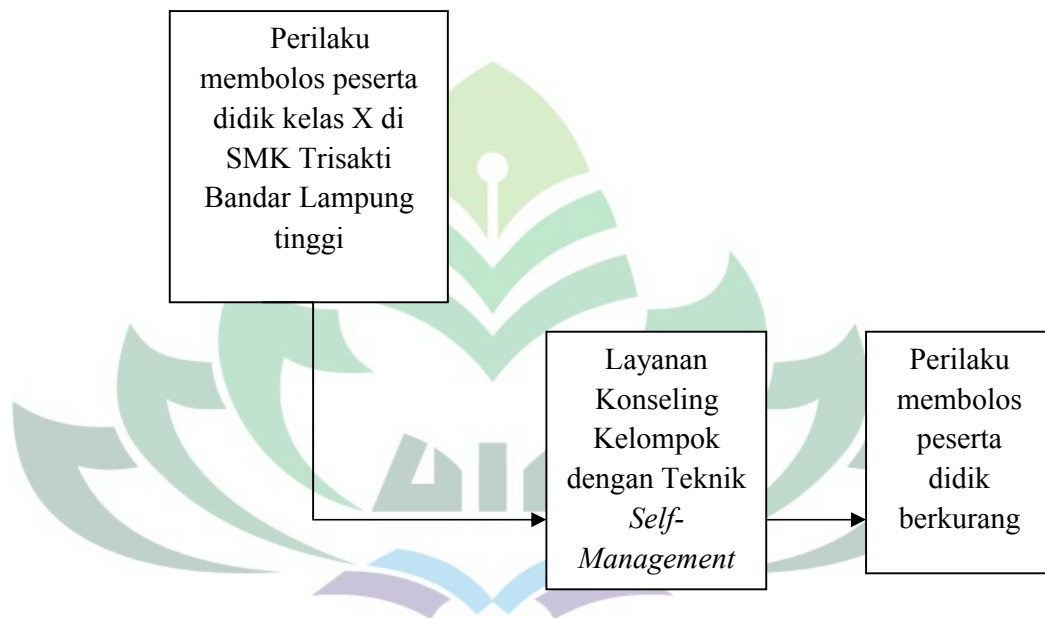 Perilaku
membolos peserta
didik kelas X di
SMK Trisakti
Bandar Lampung
tinggi
Layanan
Konseling
Kelompok
dengan Teknik
Self-
Management
Perilaku
membolos
peserta
didik
berkurang